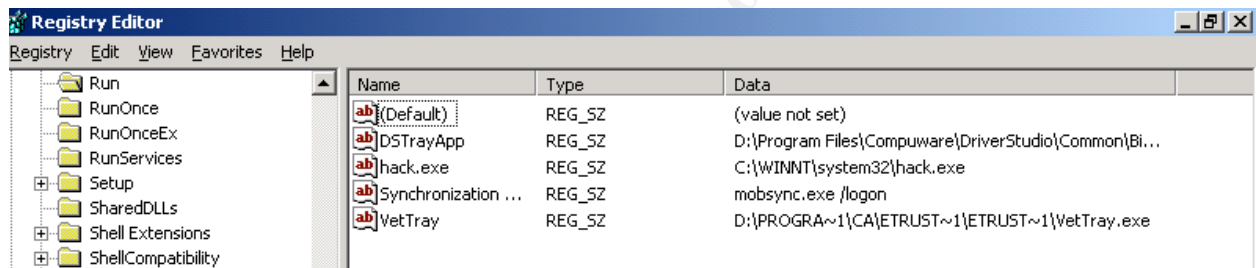 Registry Editor
Registry Edit View Favorites Help
Run
RunOnce
RunOnceEx
RunServices
Setup
SharedDLLs
Shell Extensions
ShellCompatibility
Name Type Data
(Default) REG_SZ (value not set)
DSTrayApp REG_SZ D:\Program Files\Compuware\DriverStudio\Common\Bi...
hack.exe REG_SZ C:\WINNT\system32\hack.exe
Synchronization ... REG_SZ mobsync.exe /logon
VetTray REG_SZ D:\PROGRA~1\CA\ETRUST~1\ETRUST~1\VetTray.exe